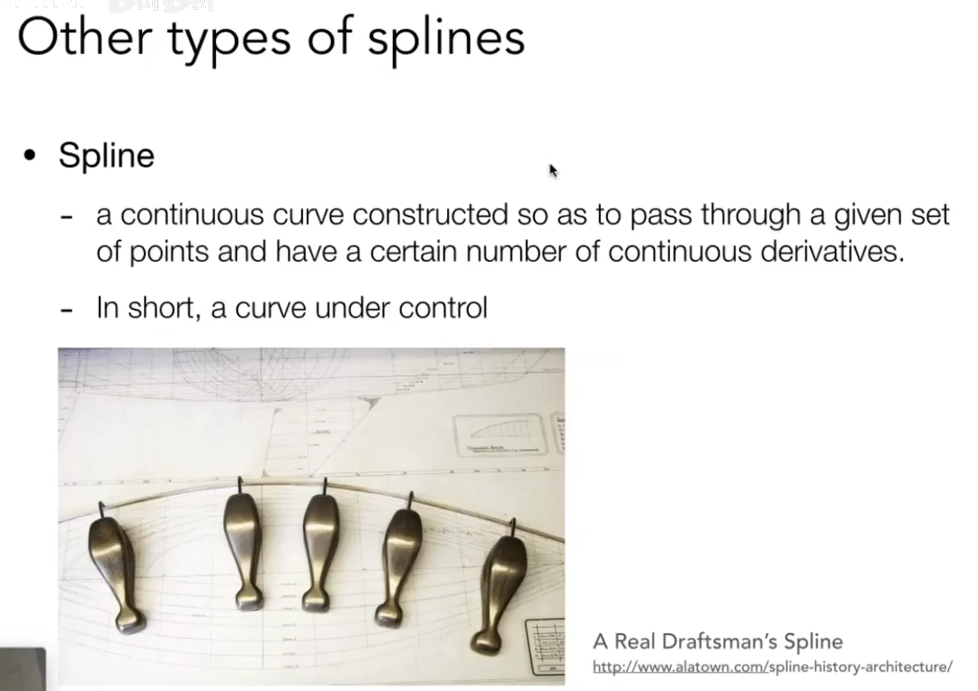 Other types of splines
• Spline
- a continuous curve constructed so as to pass through a given set
of points and have a certain number of continuous derivatives.
- In short, a curve under control
A Real Draftsman's Spline
http://www.alatown.com/spline-history-architecture/